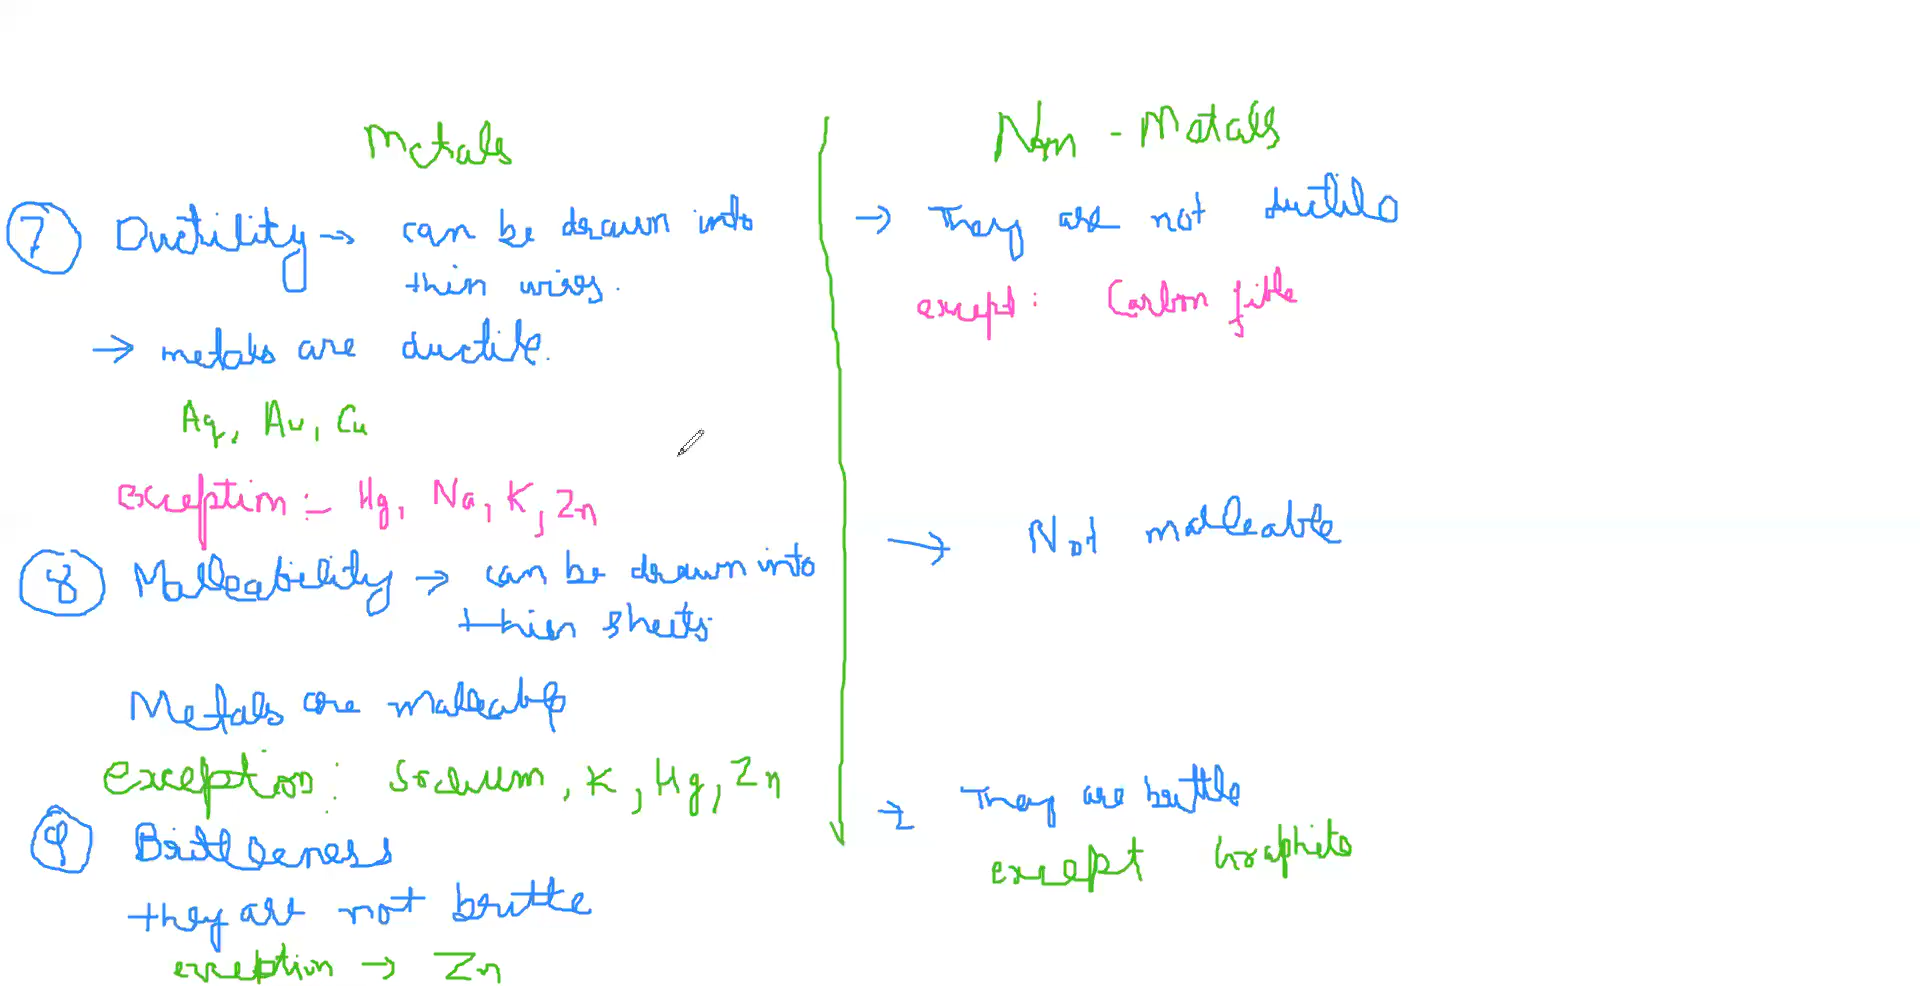 Metals
Non - Metals
7 Ductility → can be drawn into
thin wires.
→ metals are ductile.
Ag, Au, Cu
exception :- Hg, Na, K, Zn
8 Malleability → can be drawn into
thin sheets
Metals are malleable
exception: Sodium, K, Hg, Zn
9 Brittleness
they are not brittle
exception → Zn
→ They are not ductile
except: Carbon fibre
→ Not malleable
→ They are brittle
except Graphite